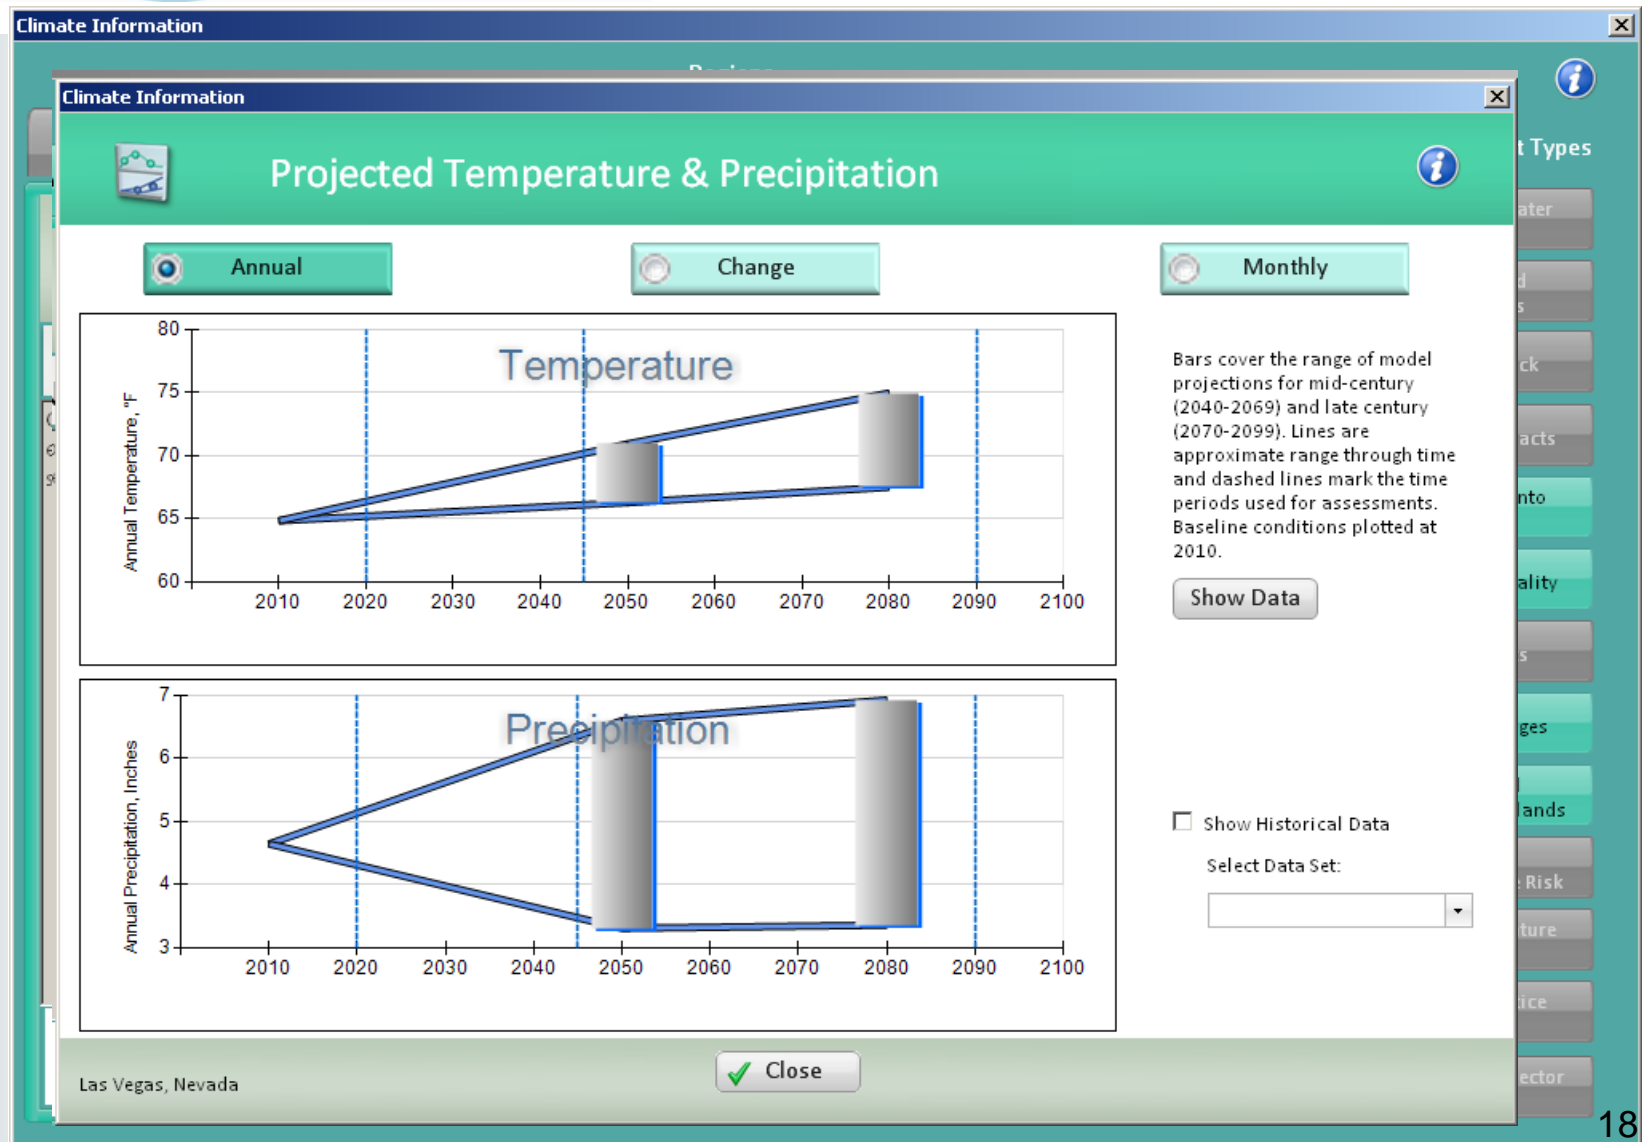 Climate Information
Climate Information
Projected Temperature & Precipitation
t Types
Annual
Change
Monthly
Temperature
Annual Temperature, °F
80
75
70
65
60
2010 2020 2030 2040 2050 2060 2070 2080 2090 2100
Bars cover the range of model
projections for mid-century
(2040-2069) and late century
(2070-2099). Lines are
approximate range through time
and dashed lines mark the time
periods used for assessments.
Baseline conditions plotted at
2010.
Show Data
Precipitation
Annual Precipitation, Inches
7
6
5
4
3
2010 2020 2030 2040 2050 2060 2070 2080 2090 2100
Show Historical Data
Select Data Set:
Las Vegas, Nevada
Close
ater
d
s
ck
acts
nto
ality
s
ges
lands
Risk
ture
tice
ector
18